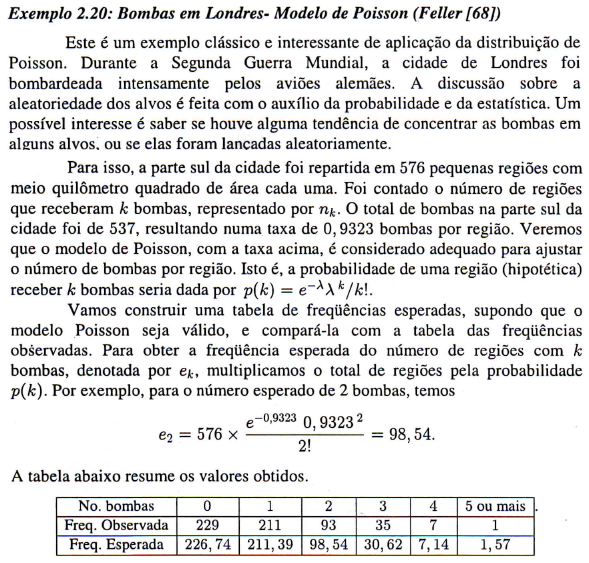 Exemplo 2.20: Bombas em Londres- Modelo de Poisson (Feller [68])
Este é um exemplo clássico e interessante de aplicação da distribuição de
Poisson. Durante a Segunda Guerra Mundial, a cidade de Londres foi
bombardeada intensamente pelos aviões alemães. A discussão sobre a
aleatoriedade dos alvos é feita com o auxílio da probabilidade e da estatística. Um
possível interesse é saber se houve alguma tendência de concentrar as bombas em
alguns alvos, ou se elas foram lançadas aleatoriamente.
Para isso, a parte sul da cidade foi repartida em 576 pequenas regiões com
meio quilômetro quadrado de área cada uma. Foi contado o número de regiões
que receberam k bombas, representado por nₖ. O total de bombas na parte sul da
cidade foi de 537, resultando numa taxa de 0,9323 bombas por região. Veremos
que o modelo de Poisson, com a taxa acima, é considerado adequado para ajustar
o número de bombas por região. Isto é, a probabilidade de uma região (hipotética)
receber k bombas seria dada por p(k) = e^{-λ}λ^k/k!.
Vamos construir uma tabela de freqüências esperadas, supondo que o
modelo Poisson seja válido, e compará-la com a tabela das freqüências
observadas. Para obter a freqüência esperada do número de regiões com k
bombas, denotada por eₖ, multiplicamos o total de regiões pela probabilidade
p(k). Por exemplo, para o número esperado de 2 bombas, temos
e₂ = 576 × e^{-0,9323} 0,9323² / 2! = 98,54.
A tabela abaixo resume os valores obtidos.
No. bombas 0 1 2 3 4 5 ou mais .
Freq. Observada 229 211 93 35 7 1
Freq. Esperada 226,74 211,39 98,54 30,62 7,14 1,57